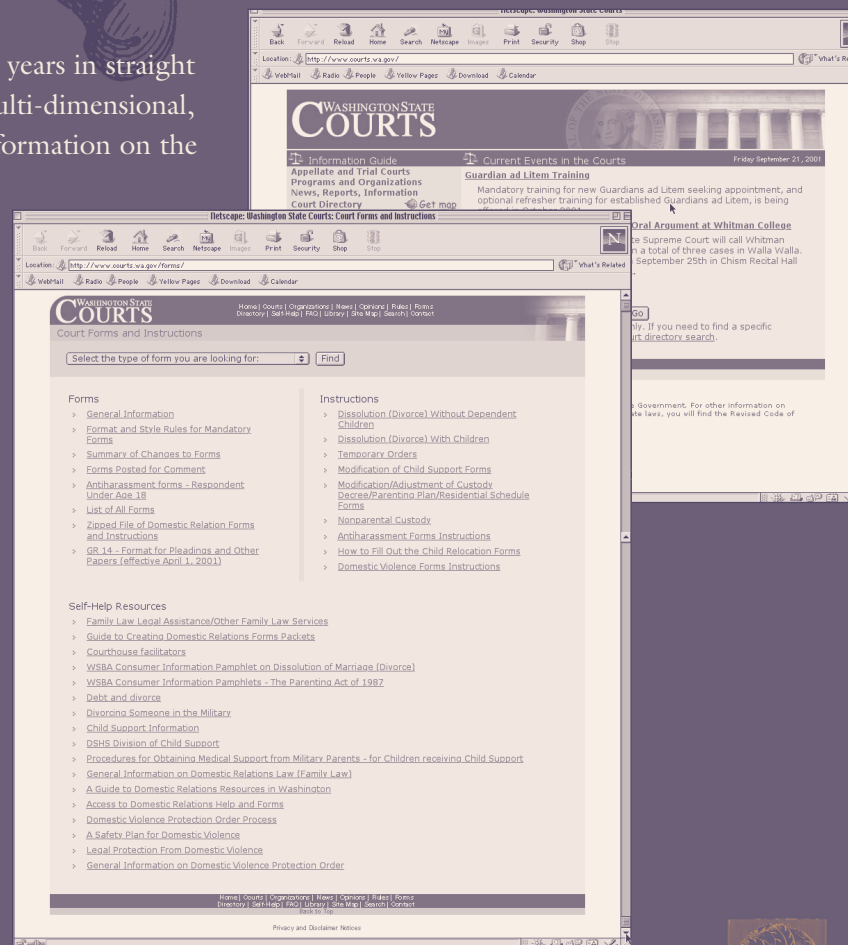 years in straight
ulti-dimensional,
formation on the
Netscape: Washington State Courts
Back Forward Reload Home Search Netscape Images Print Security Shop Stop
Location: http://www.courts.wa.gov/ What's Re
WebMail Radio People Yellow Pages Download Calendar
WASHINGTON STATE
COURTS
Information Guide
Appellate and Trial Courts
Programs and Organizations
News, Reports, Information
Court Directory Get map
Current Events in the Courts Friday September 21, 2001
Guardian ad Litem Training
Mandatory training for new Guardians ad Litem seeking appointment, and
optional refresher training for established Guardians ad Litem, is being
Oral Argument at Whitman College
te Supreme Court will call Whitman
n a total of three cases in Walla Walla.
September 25th in Chism Recital Hall
Go
nly. If you need to find a specific
urt directory search.
Government. For other information on
ate laws, you will find the Revised Code of
Netscape: Washington State Courts: Court Forms and Instructions
Back Forward Reload Home Search Netscape Images Print Security Shop Stop
N
Location: http://www.courts.wa.gov/forms/ What's Related
WebMail Radio People Yellow Pages Download Calendar
WASHINGTON STATE
COURTS
Home | Courts | Organizations | News | Opinions | Rules | Forms
Directory | Self-Help | FAQ | Library | Site Map | Search | Contact
Court Forms and Instructions
Select the type of form you are looking for: Find
Forms
> General Information
> Format and Style Rules for Mandatory
Forms
> Summary of Changes to Forms
> Forms Posted for Comment
> Antiharassment forms - Respondent
Under Age 18
> List of All Forms
> Zipped File of Domestic Relation Forms
and Instructions
> GR 14 - Format for Pleadings and Other
Papers (effective April 1, 2001)
Instructions
> Dissolution (Divorce) Without Dependent
Children
> Dissolution (Divorce) With Children
> Temporary Orders
> Modification of Child Support Forms
> Modification/Adjustment of Custody
Decree/Parenting Plan/Residential Schedule
Forms
> Nonparental Custody
> Antiharassment Forms Instructions
> How to Fill Out the Child Relocation Forms
> Domestic Violence Forms Instructions
Self-Help Resources
> Family Law Legal Assistance/Other Family Law Services
> Guide to Creating Domestic Relations Forms Packets
> Courthouse facilitators
> WSBA Consumer Information Pamphlet on Dissolution of Marriage (Divorce)
> WSBA Consumer Information Pamphlets - The Parenting Act of 1987
> Debt and divorce
> Divorcing Someone in the Military
> Child Support Information
> DSHS Division of Child Support
> Procedures for Obtaining Medical Support from Military Parents - for Children receiving Child Support
> General Information on Domestic Relations Law (Family Law)
> A Guide to Domestic Relations Resources in Washington
> Access to Domestic Relations Help and Forms
> Domestic Violence Protection Order Process
> A Safety Plan for Domestic Violence
> Legal Protection From Domestic Violence
> General Information on Domestic Violence Protection Order
Home | Courts | Organizations | News | Opinions | Rules | Forms
Directory | Self-Help | FAQ | Library | Site Map | Search | Contact
Back to Top
Privacy and Disclaimer Notices